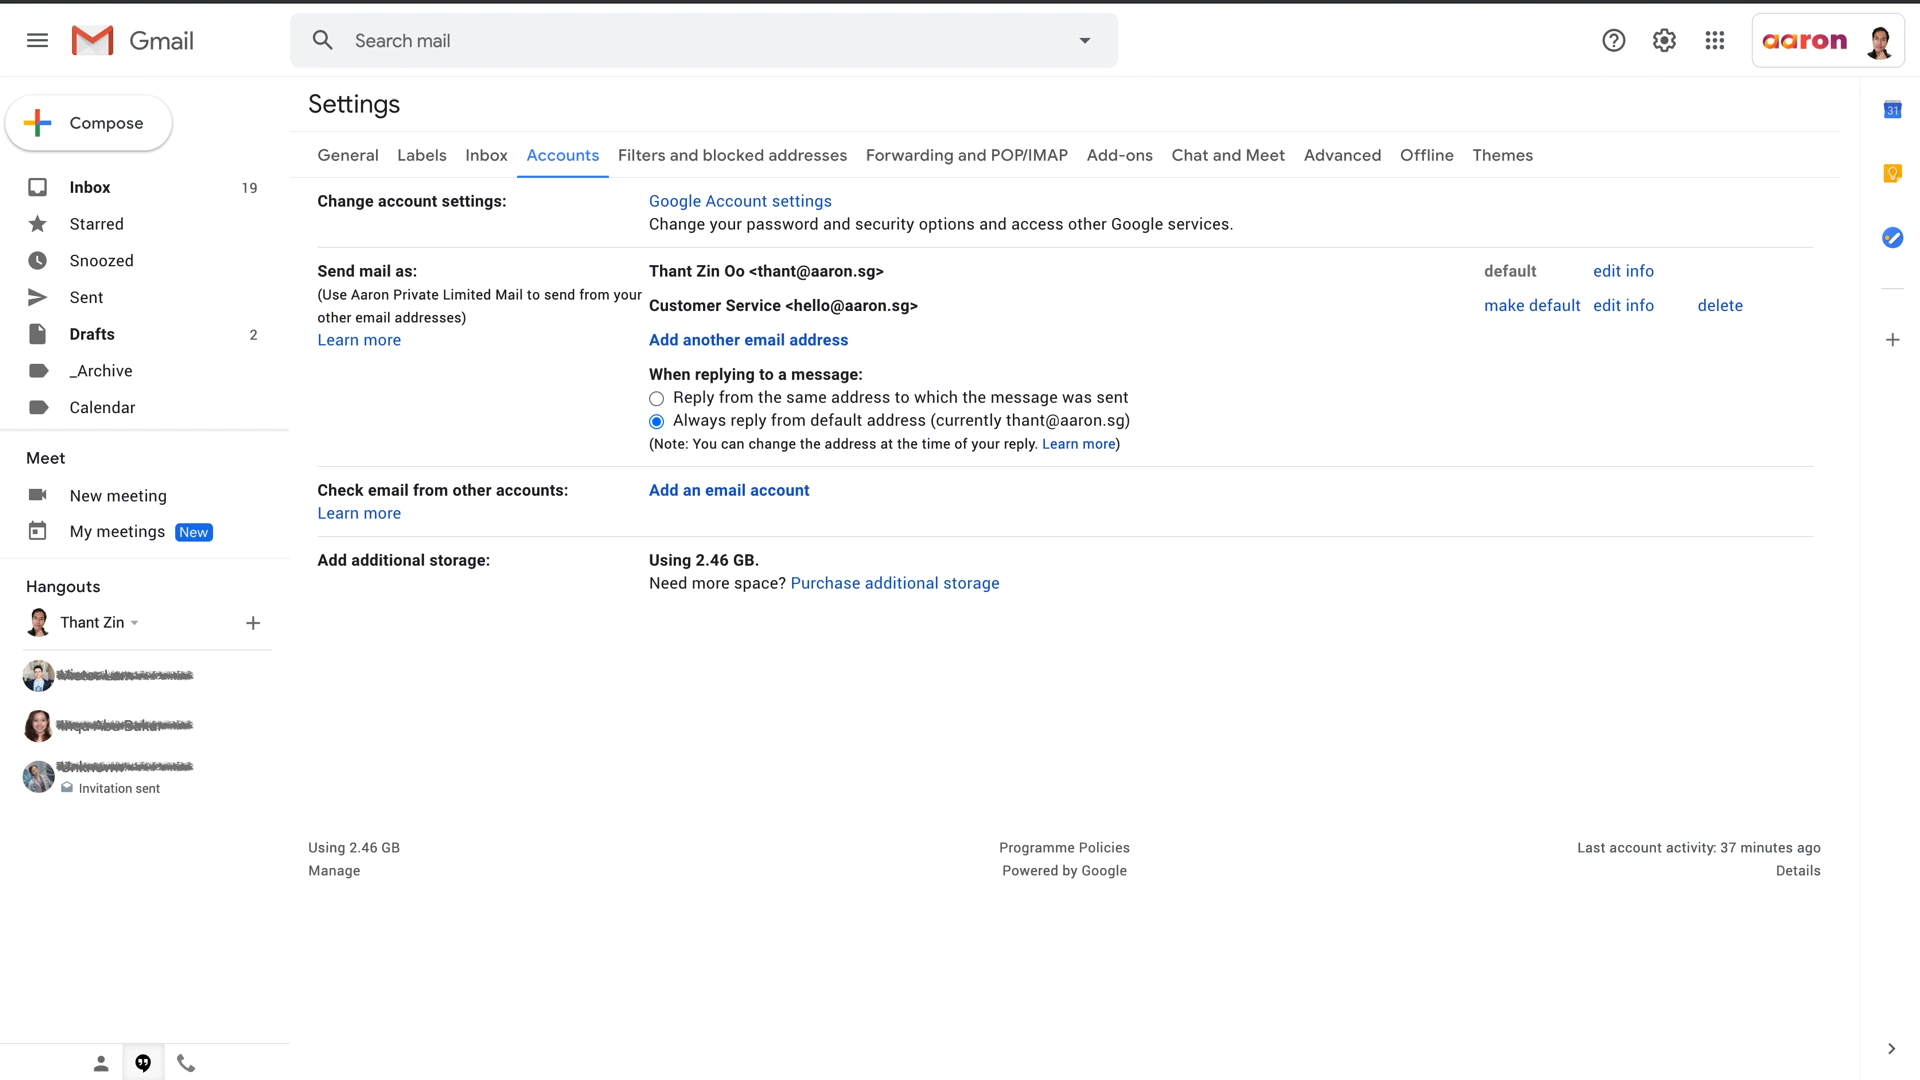 Gmail
Search mail
aaron
Compose
Inbox 19
Starred
Snoozed
Sent
Drafts 2
_Archive
Calendar
Meet
New meeting
My meetings New
Hangouts
Thant Zin
Invitation sent
Settings
General Labels Inbox Accounts Filters and blocked addresses Forwarding and POP/IMAP Add-ons Chat and Meet Advanced Offline Themes
Change account settings: Google Account settings
Change your password and security options and access other Google services.
Send mail as: Thant Zin Oo <thant@aaron.sg> default edit info
(Use Aaron Private Limited Mail to send from your
other email addresses)
Learn more
Customer Service <hello@aaron.sg> make default edit info delete
Add another email address
When replying to a message:
Reply from the same address to which the message was sent
Always reply from default address (currently thant@aaron.sg)
(Note: You can change the address at the time of your reply. Learn more)
Check email from other accounts: Add an email account
Learn more
Add additional storage: Using 2.46 GB.
Need more space? Purchase additional storage
Using 2.46 GB
Manage
Programme Policies
Powered by Google
Last account activity: 37 minutes ago
Details
31